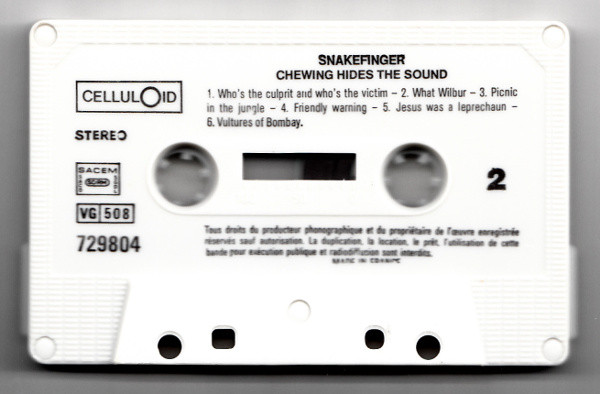 SNAKEFINGER
CHEWING HIDES THE SOUND
CELLULOID
1. Who's the culprit and who's the victim – 2. What Wilbur – 3. Picnic
in the jungle – 4. Friendly warning – 5. Jesus was a leprechaun –
6. Vultures of Bombay.
STEREO
SACEM
2
VG 508
729804
Tous droits du producteur phonographique et du propriétaire de l'œuvre enregistrée
réservés sauf autorisation. La duplication, la location, le prêt, l'utilisation de cette
bande pour exécution publique et radiodiffusion sont interdits.
MADE IN FRANCE